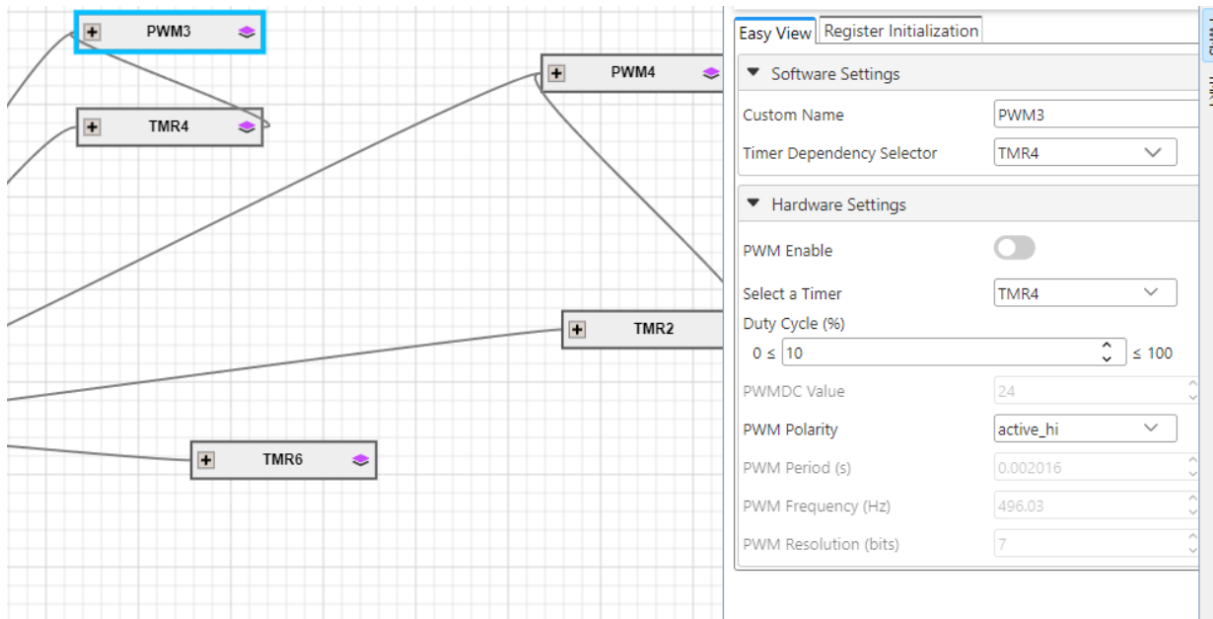 PWM3
TMR4
PWM4
TMR2
TMR6
Easy View
Register Initialization
Software Settings
Custom Name
PWM3
Timer Dependency Selector
TMR4
Hardware Settings
PWM Enable
Select a Timer
TMR4
Duty Cycle (%)
0 ≤ 10 ≤ 100
PWMDC Value
24
PWM Polarity
active_hi
PWM Period (s)
0.002016
PWM Frequency (Hz)
496.03
PWM Resolution (bits)
7